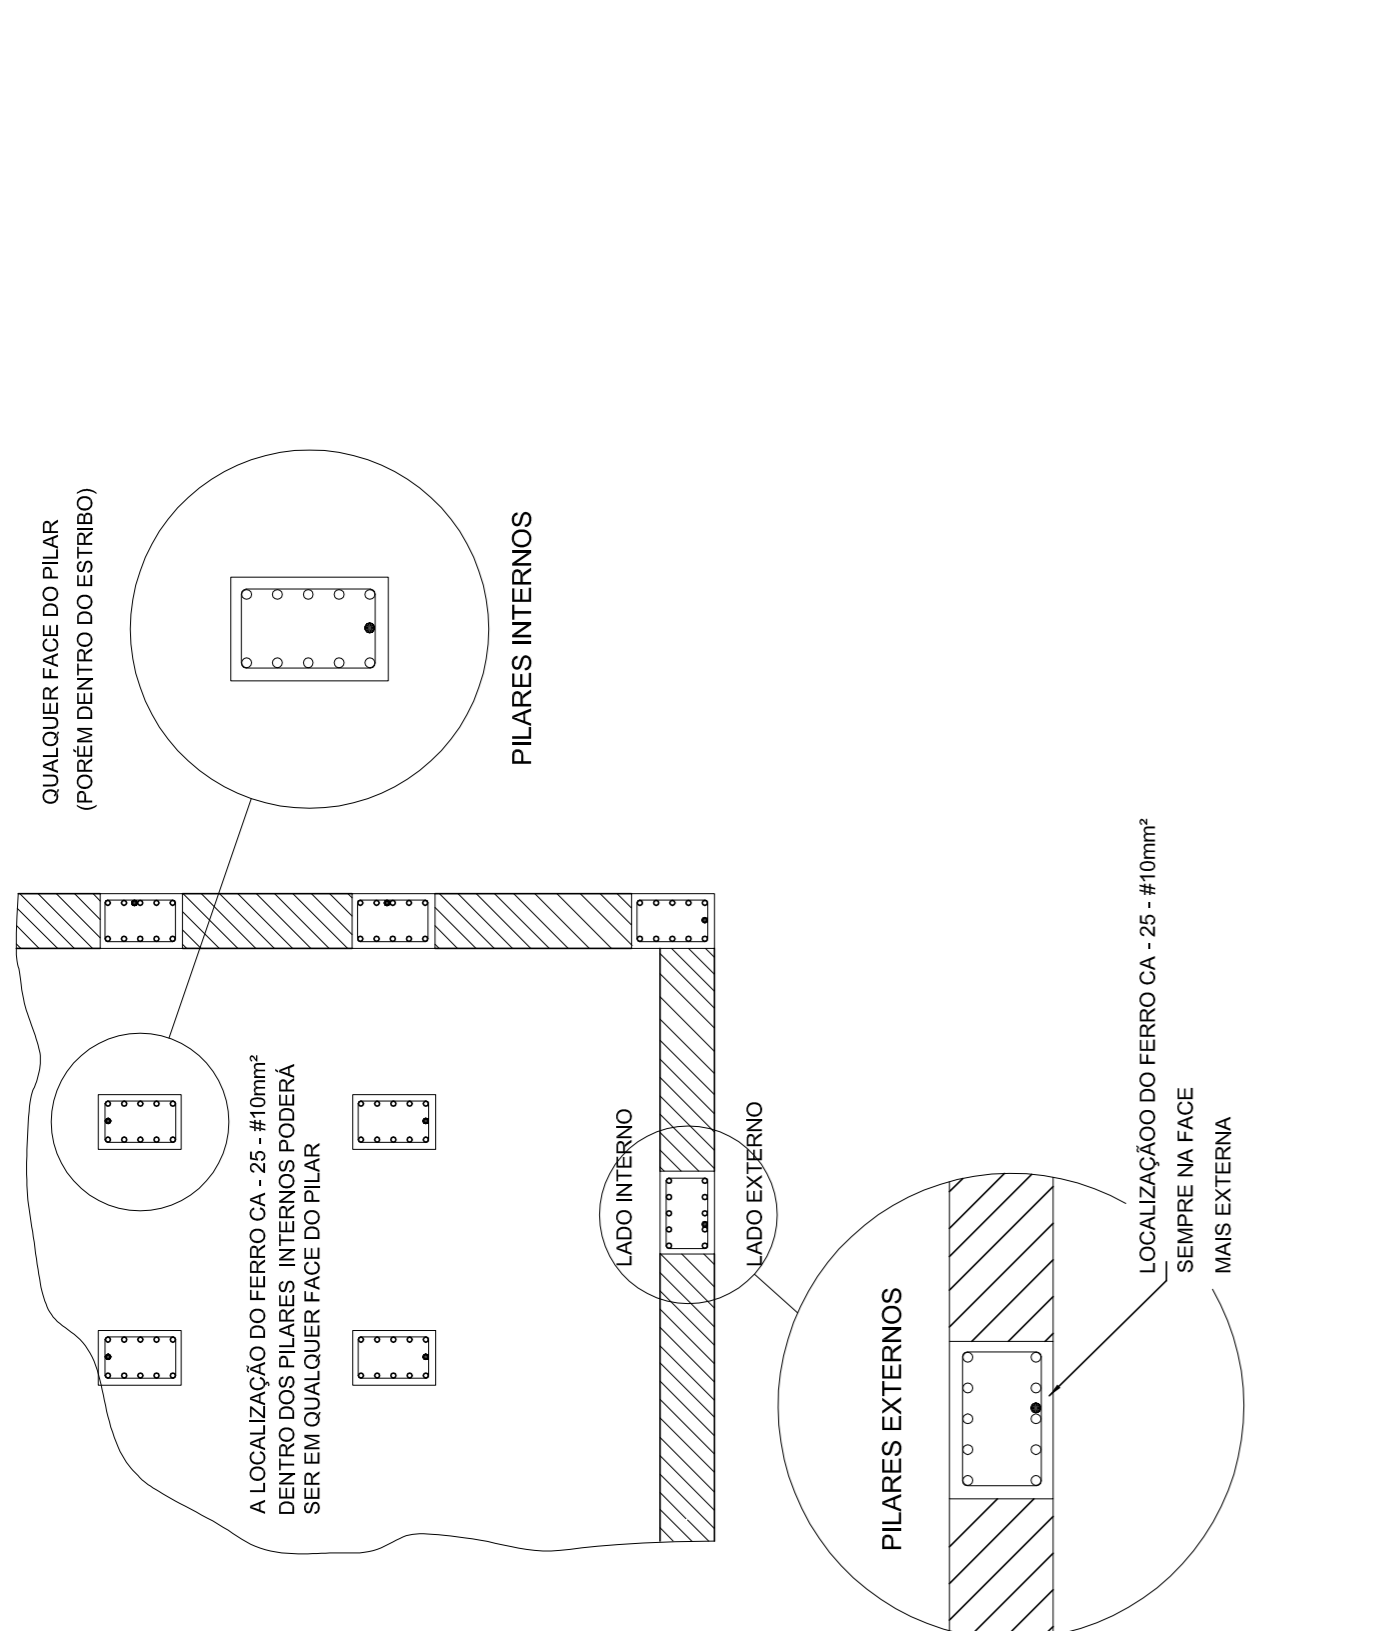 QUALQUER FACE DO PILAR
(PORÉM DENTRO DO ESTRIBO)
PILARES INTERNOS
A LOCALIZAÇÃO DO FERRO CA - 25 - #10mm²
DENTRO DOS PILARES INTERNOS PODERÁ
SER EM QUALQUER FACE DO PILAR
LADO INTERNO
LADO EXTERNO
PILARES EXTERNOS
LOCALIZAÇÃOO DO FERRO CA - 25 - #10mm²
SEMPRE NA FACE
MAIS EXTERNA